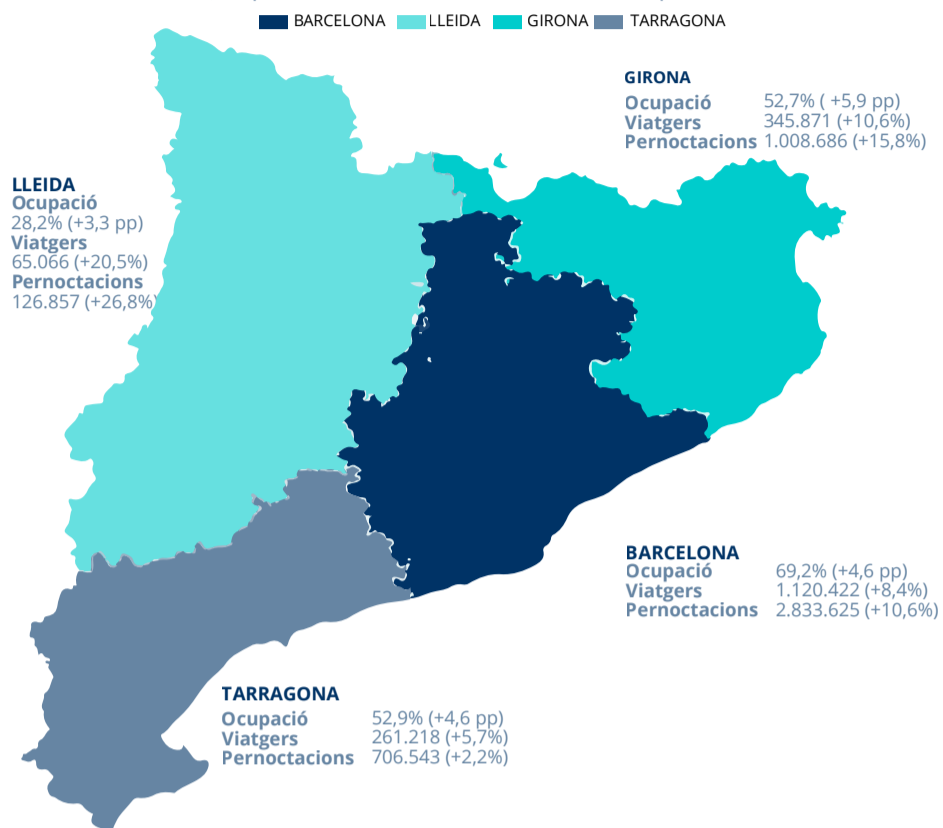 BARCELONA LLEIDA GIRONA TARRAGONA
GIRONA
Ocupació 52,7% ( +5,9 pp)
Viatgers 345.871 (+10,6%)
Pernoctacions 1.008.686 (+15,8%)
LLEIDA
Ocupació
28,2% (+3,3 pp)
Viatgers
65.066 (+20,5%)
Pernoctacions
126.857 (+26,8%)
BARCELONA
Ocupació 69,2% (+4,6 pp)
Viatgers 1.120.422 (+8,4%)
Pernoctacions 2.833.625 (+10,6%)
TARRAGONA
Ocupació 52,9% (+4,6 pp)
Viatgers 261.218 (+5,7%)
Pernoctacions 706.543 (+2,2%)